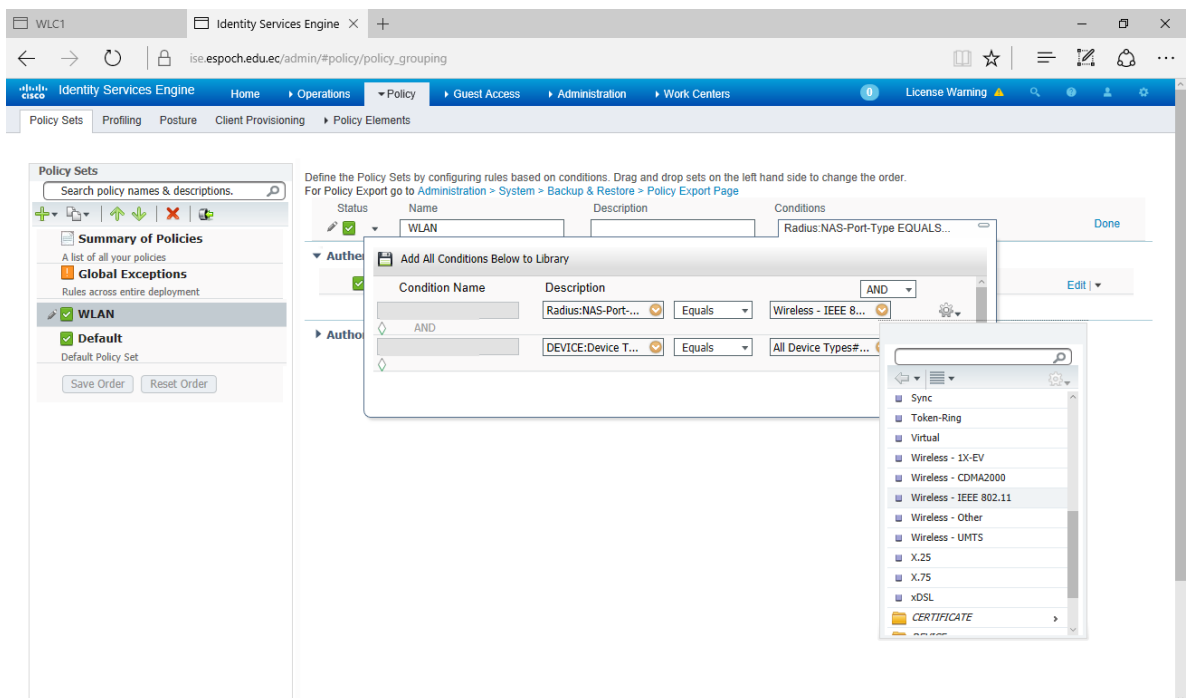 WLC1
Identity Services Engine
ise.espoch.edu.ec/admin/#policy/policy_grouping
cisco Identity Services Engine Home Operations Policy Guest Access Administration Work Centers 0 License Warning
Policy Sets Profiling Posture Client Provisioning Policy Elements
Policy Sets
Search policy names & descriptions.
Summary of Policies
A list of all your policies
Global Exceptions
Rules across entire deployment
WLAN
Default
Default Policy Set
Save Order Reset Order
Define the Policy Sets by configuring rules based on conditions. Drag and drop sets on the left hand side to change the order.
For Policy Export go to Administration > System > Backup & Restore > Policy Export Page
Status Name Description Conditions
WLAN Radius:NAS-Port-Type EQUALS... Done
Authe
Edit |
Autho
Add All Conditions Below to Library
Condition Name Description AND
Radius:NAS-Port-... Equals Wireless - IEEE 8...
AND
DEVICE:Device T... Equals All Device Types#...
Sync
Token-Ring
Virtual
Wireless - 1X-EV
Wireless - CDMA2000
Wireless - IEEE 802.11
Wireless - Other
Wireless - UMTS
X.25
X.75
xDSL
CERTIFICATE